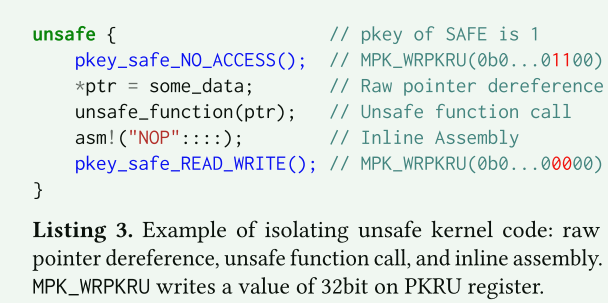 unsafe { // pkey of SAFE is 1
pkey_safe_NO_ACCESS(); // MPK_WRPKRU(0b0...01100)
*ptr = some_data; // Raw pointer dereference
unsafe_function(ptr); // Unsafe function call
asm!("NOP"::::); // Inline Assembly
pkey_safe_READ_WRITE(); // MPK_WRPKRU(0b0...00000)
}
Listing 3. Example of isolating unsafe kernel code: raw
pointer dereference, unsafe function call, and inline assembly.
MPK_WRPKRU writes a value of 32bit on PKRU register.